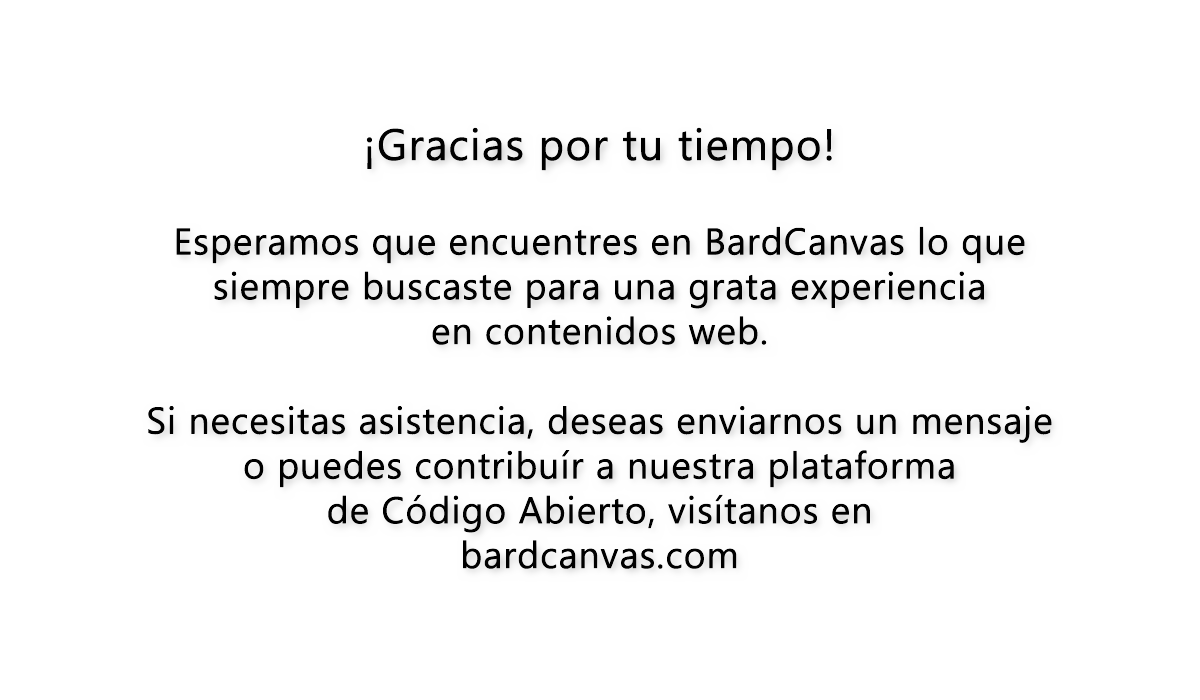 ¡Gracias por tu tiempo!
Esperamos que encuentres en BardCanvas lo que
siempre buscaste para una grata experiencia
en contenidos web.
Si necesitas asistencia, deseas enviarnos un mensaje
o puedes contribuír a nuestra plataforma
de Código Abierto, visítanos en
bardcanvas.com